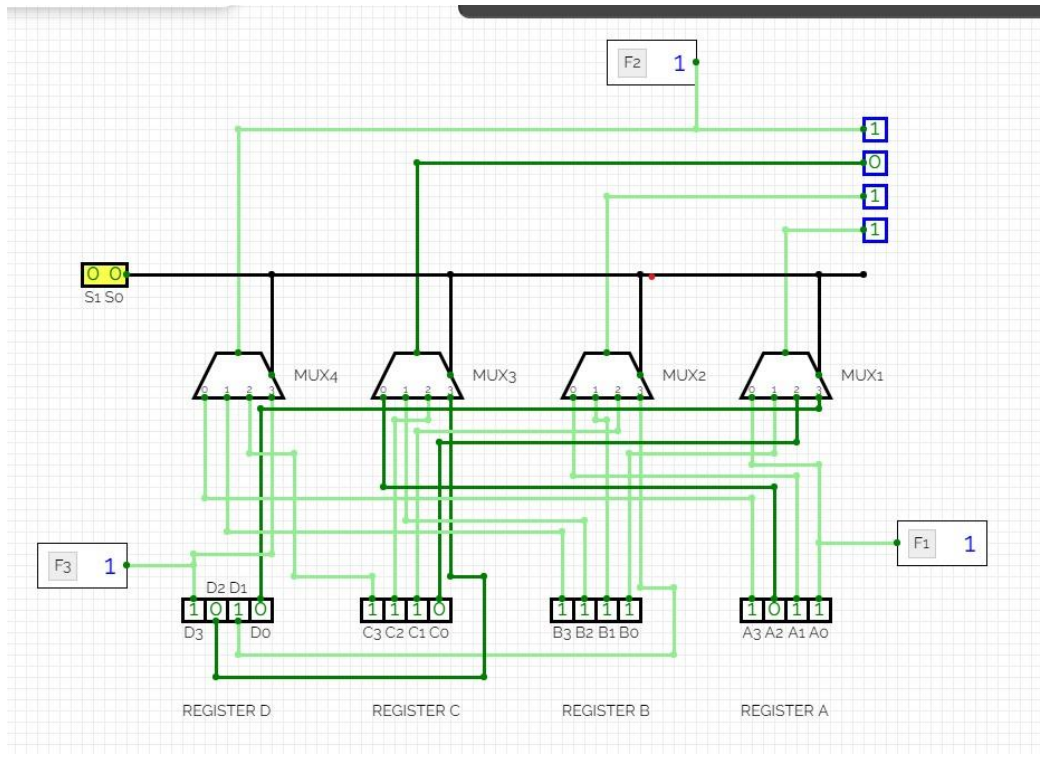 F2 1
1
0
1
1
0 0
S1 S0
MUX4 MUX3 MUX2 MUX1
0 1 2 3 0 1 2 3 0 1 2 3 0 1 2 3
F1 1
F3 1
D2 D1
1 0 1 0 1 1 1 0 1 1 1 1 1 0 1 1
D3 D0 C3 C2 C1 C0 B3 B2 B1 B0 A3 A2 A1 A0
REGISTER D REGISTER C REGISTER B REGISTER A